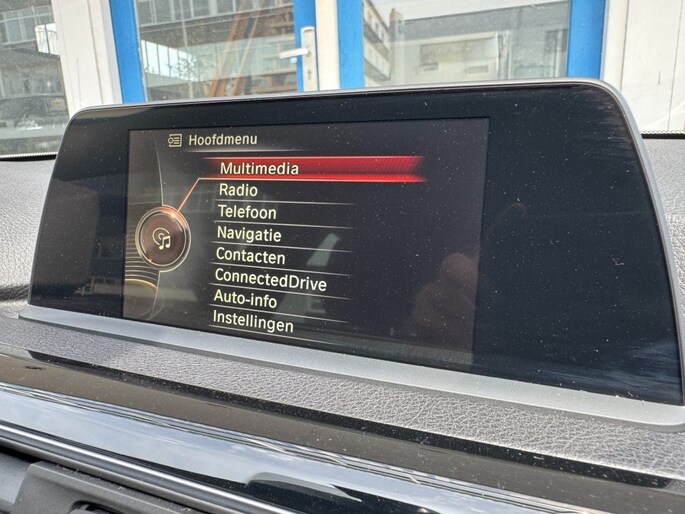 Hoofdmenu
Multimedia
Radio
Telefoon
Navigatie
Contacten
ConnectedDrive
Auto-info
Instellingen